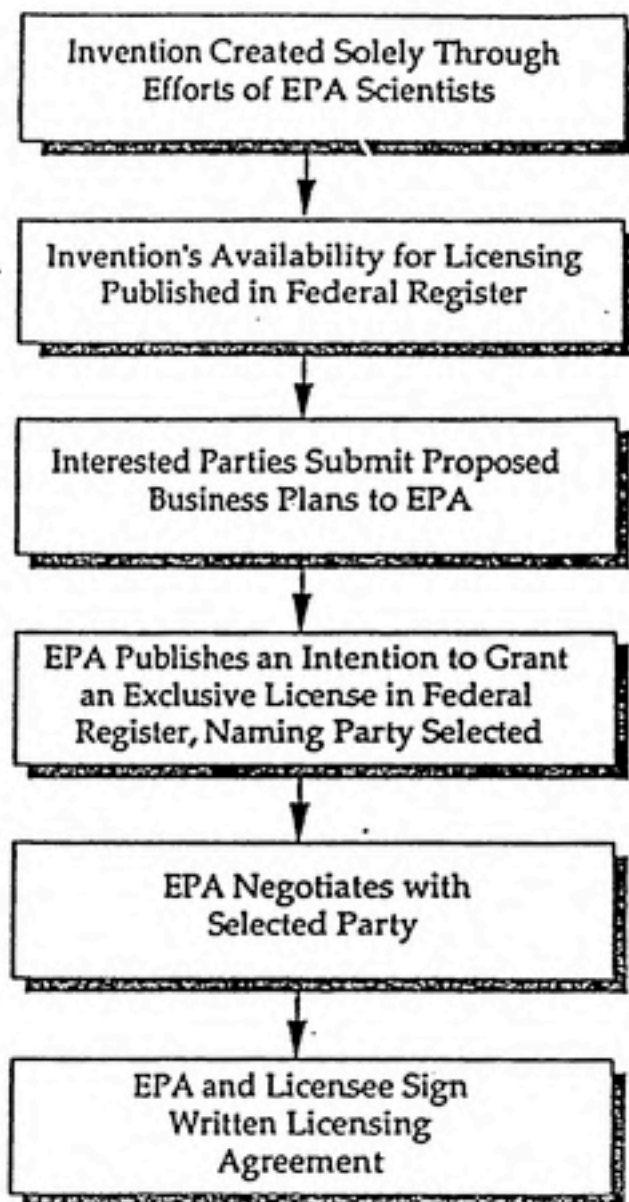 Invention Created Solely Through
Efforts of EPA Scientists
Invention's Availability for Licensing
Published in Federal Register
Interested Parties Submit Proposed
Business Plans to EPA
EPA Publishes an Intention to Grant
an Exclusive License in Federal
Register, Naming Party Selected
EPA Negotiates with
Selected Party
EPA and Licensee Sign
Written Licensing
Agreement